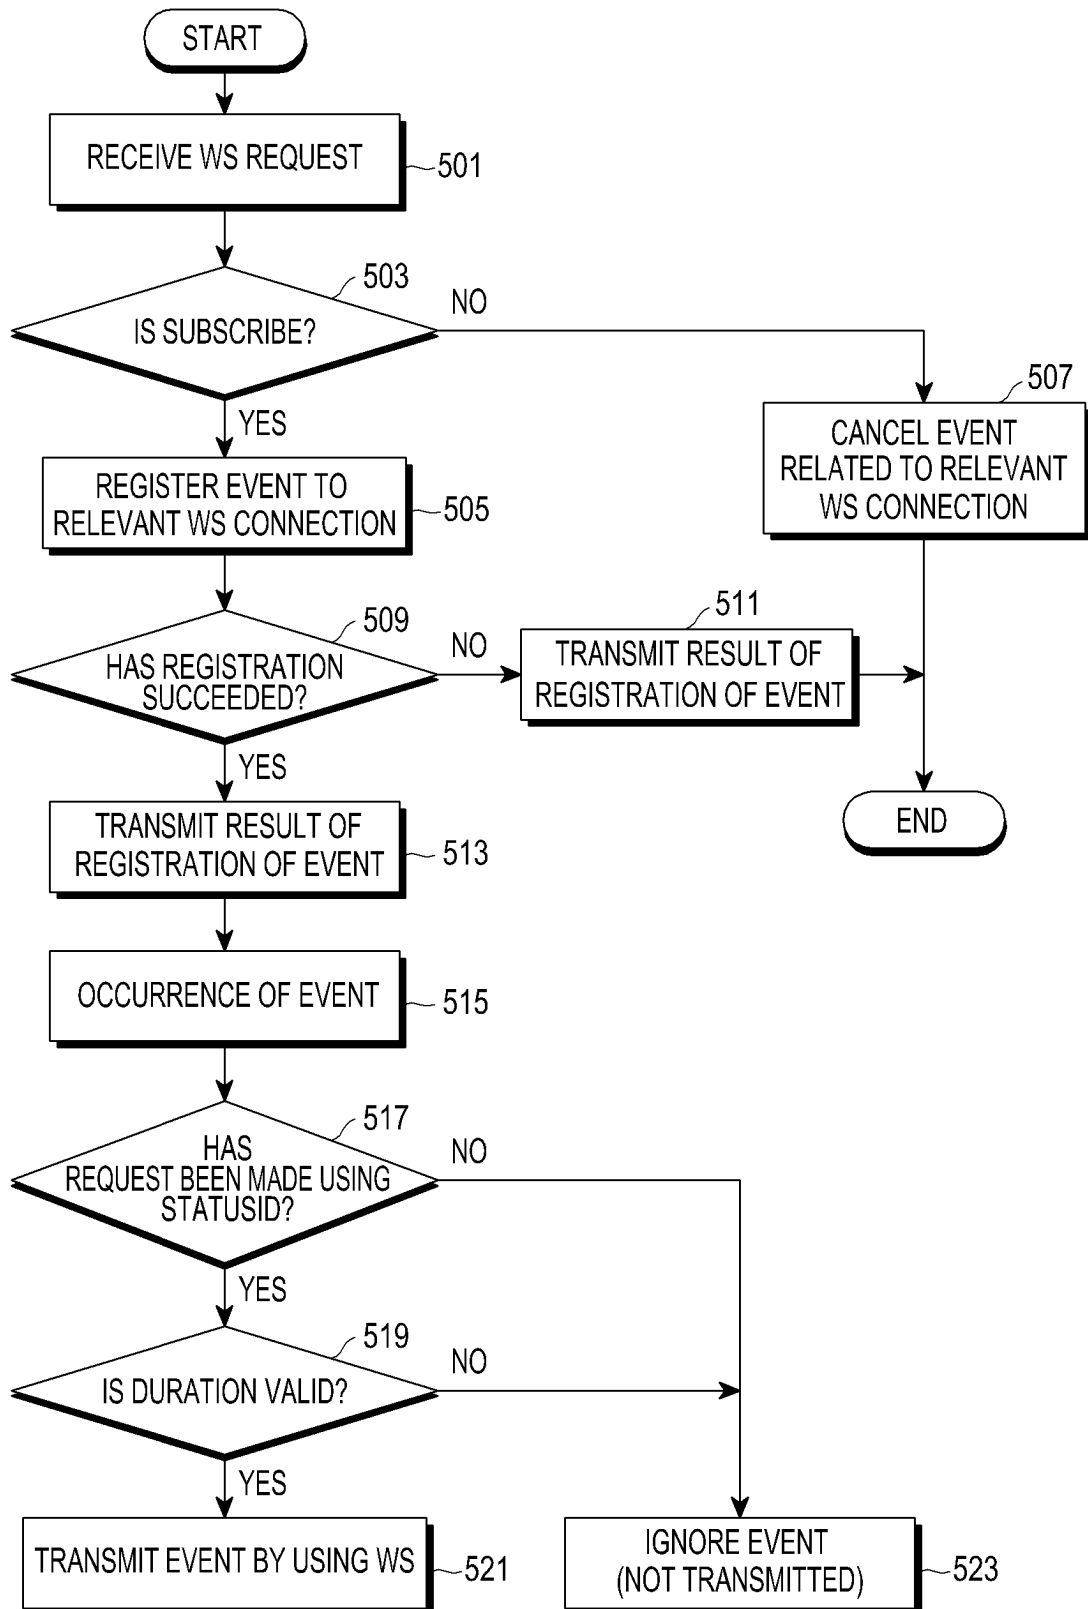 START
RECEIVE WS REQUEST
501
503
IS SUBSCRIBE?
NO
YES
507
CANCEL EVENT
RELATED TO RELEVANT
WS CONNECTION
REGISTER EVENT TO
RELEVANT WS CONNECTION
505
509
HAS REGISTRATION
SUCCEEDED?
NO
YES
511
TRANSMIT RESULT OF
REGISTRATION OF EVENT
END
TRANSMIT RESULT OF
REGISTRATION OF EVENT
513
OCCURRENCE OF EVENT
515
517
HAS
REQUEST BEEN MADE USING
STATUSID?
NO
YES
519
IS DURATION VALID?
NO
YES
TRANSMIT EVENT BY USING WS
521
IGNORE EVENT
(NOT TRANSMITTED)
523